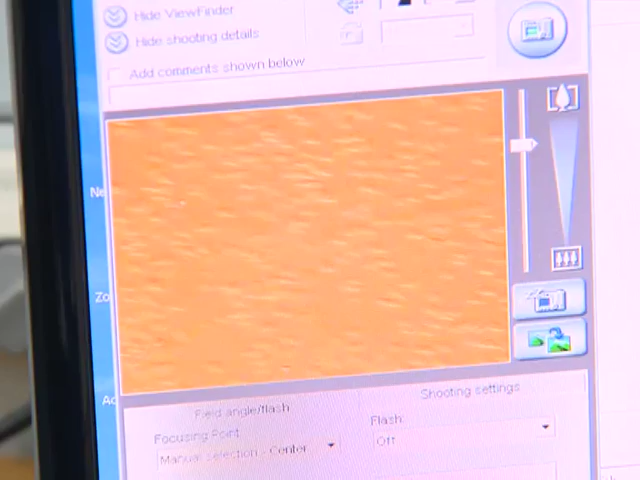 Hide ViewFinder
Hide shooting details
Add comments shown below
Field angle/flash
Shooting settings
Focusing Point:
Manual selection - Center
Flash:
Off